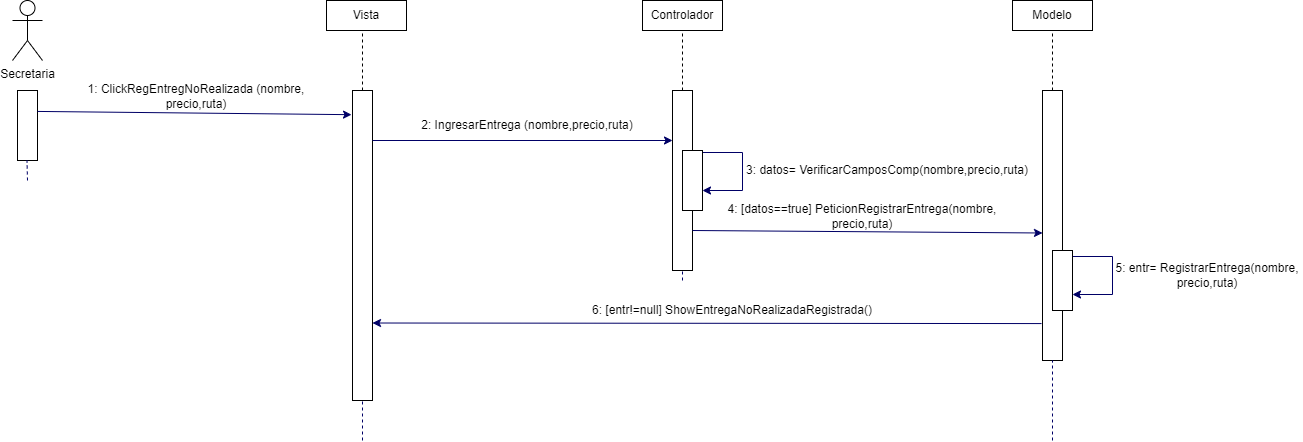 Vista
Controlador
Modelo
Secretaria
1: ClickRegEntregNoRealizada (nombre,
precio,ruta)
2: IngresarEntrega (nombre,precio,ruta)
3: datos= VerificarCamposComp(nombre,precio,ruta)
4: [datos==true] PeticionRegistrarEntrega(nombre,
precio,ruta)
5: entr= RegistrarEntrega(nombre,
precio,ruta)
6: [entr!=null] ShowEntregaNoRealizadaRegistrada()